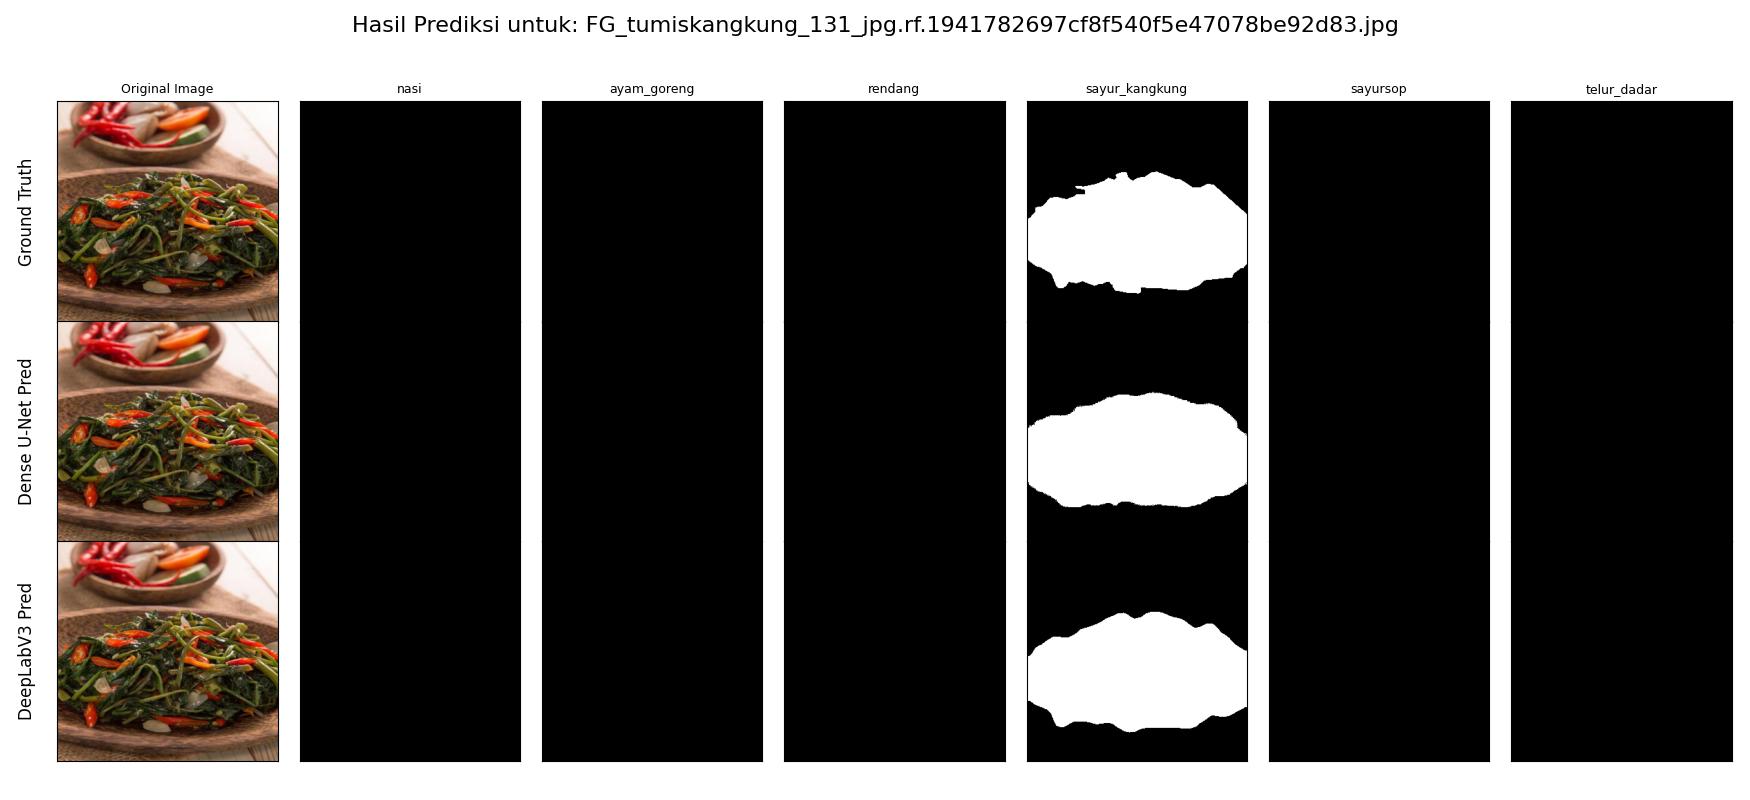 Hasil Prediksi untuk: FG_tumiskangkung_131_jpg.rf.1941782697cf8f540f5e47078be92d83.jpg
Original Image
nasi
ayam_goreng
rendang
sayur_kangkung
sayursop
telur_dadar
Ground Truth
Dense U-Net Pred
DeepLabV3 Pred